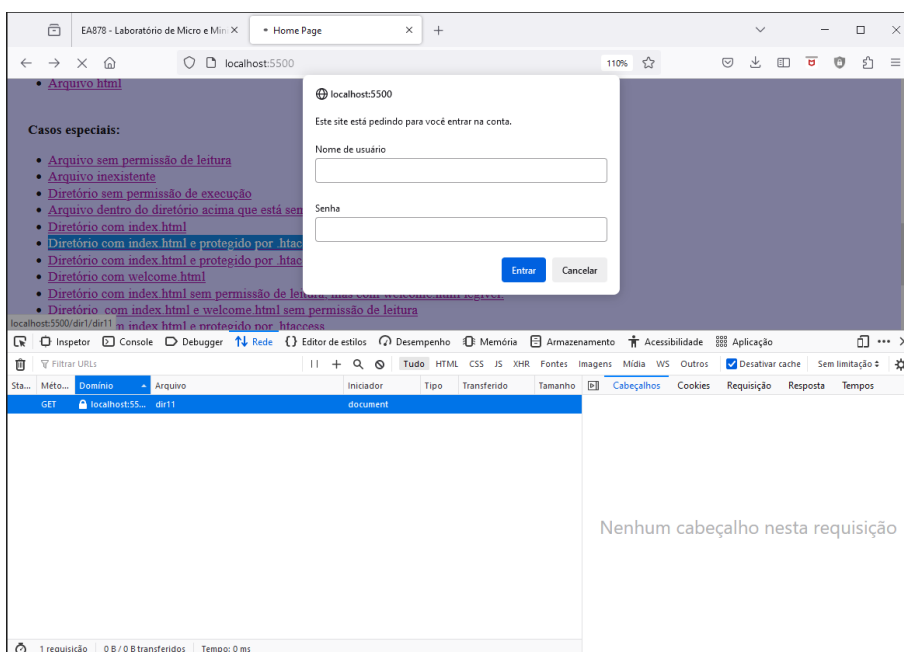 EA878 - Laboratório de Micro e Mini
Home Page
localhost:5500
110%
Arquivo html
Casos especiais:
Arquivo sem permissão de leitura
Arquivo inexistente
Diretório sem permissão de execução
Arquivo dentro do diretório acima que está sem
Diretório com index.html
Diretório com index.html e protegido por .htac
Diretório com index.html e protegido por .htac
Diretório com welcome.html
Diretório com index.html sem permissão de leitura, mas com welcome.html legível.
Diretório com index.html e welcome.html sem permissão de leitura
m index.html e protegido por .htaccess
localhost:5500/dir1/dir11
localhost:5500
Este site está pedindo para você entrar na conta.
Nome de usuário
Senha
Entrar Cancelar
Inspetor Console Debugger Rede Editor de estilos Desempenho Memória Armazenamento Acessibilidade Aplicação
Filtrar URLs Tudo HTML CSS JS XHR Fontes Imagens Mídia WS Outros Desativar cache Sem limitação
Sta... Méto... Domínio Arquivo Iniciador Tipo Transferido Tamanho Cabeçalhos Cookies Requisição Resposta Tempos
GET localhost:55... dir11 document
Nenhum cabeçalho nesta requisição
1 requisição 0 B / 0 B transferidos Tempo: 0 ms